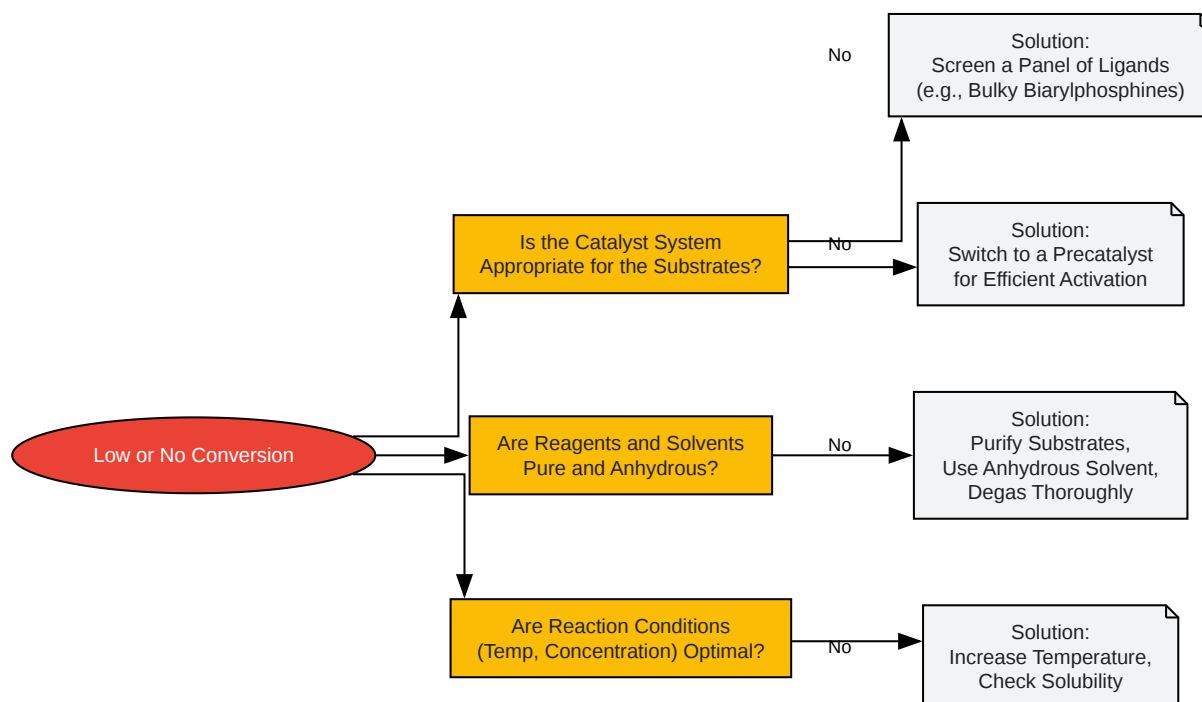 No
Solution:
Screen a Panel of Ligands
(e.g., Bulky Biarylphosphines)
Is the Catalyst System
Appropriate for the Substrates?
No
Solution:
Switch to a Precatalyst
for Efficient Activation
Low or No Conversion
Are Reagents and Solvents
Pure and Anhydrous?
No
Solution:
Purify Substrates,
Use Anhydrous Solvent,
Degas Thoroughly
Are Reaction Conditions
(Temp, Concentration) Optimal?
No
Solution:
Increase Temperature,
Check Solubility